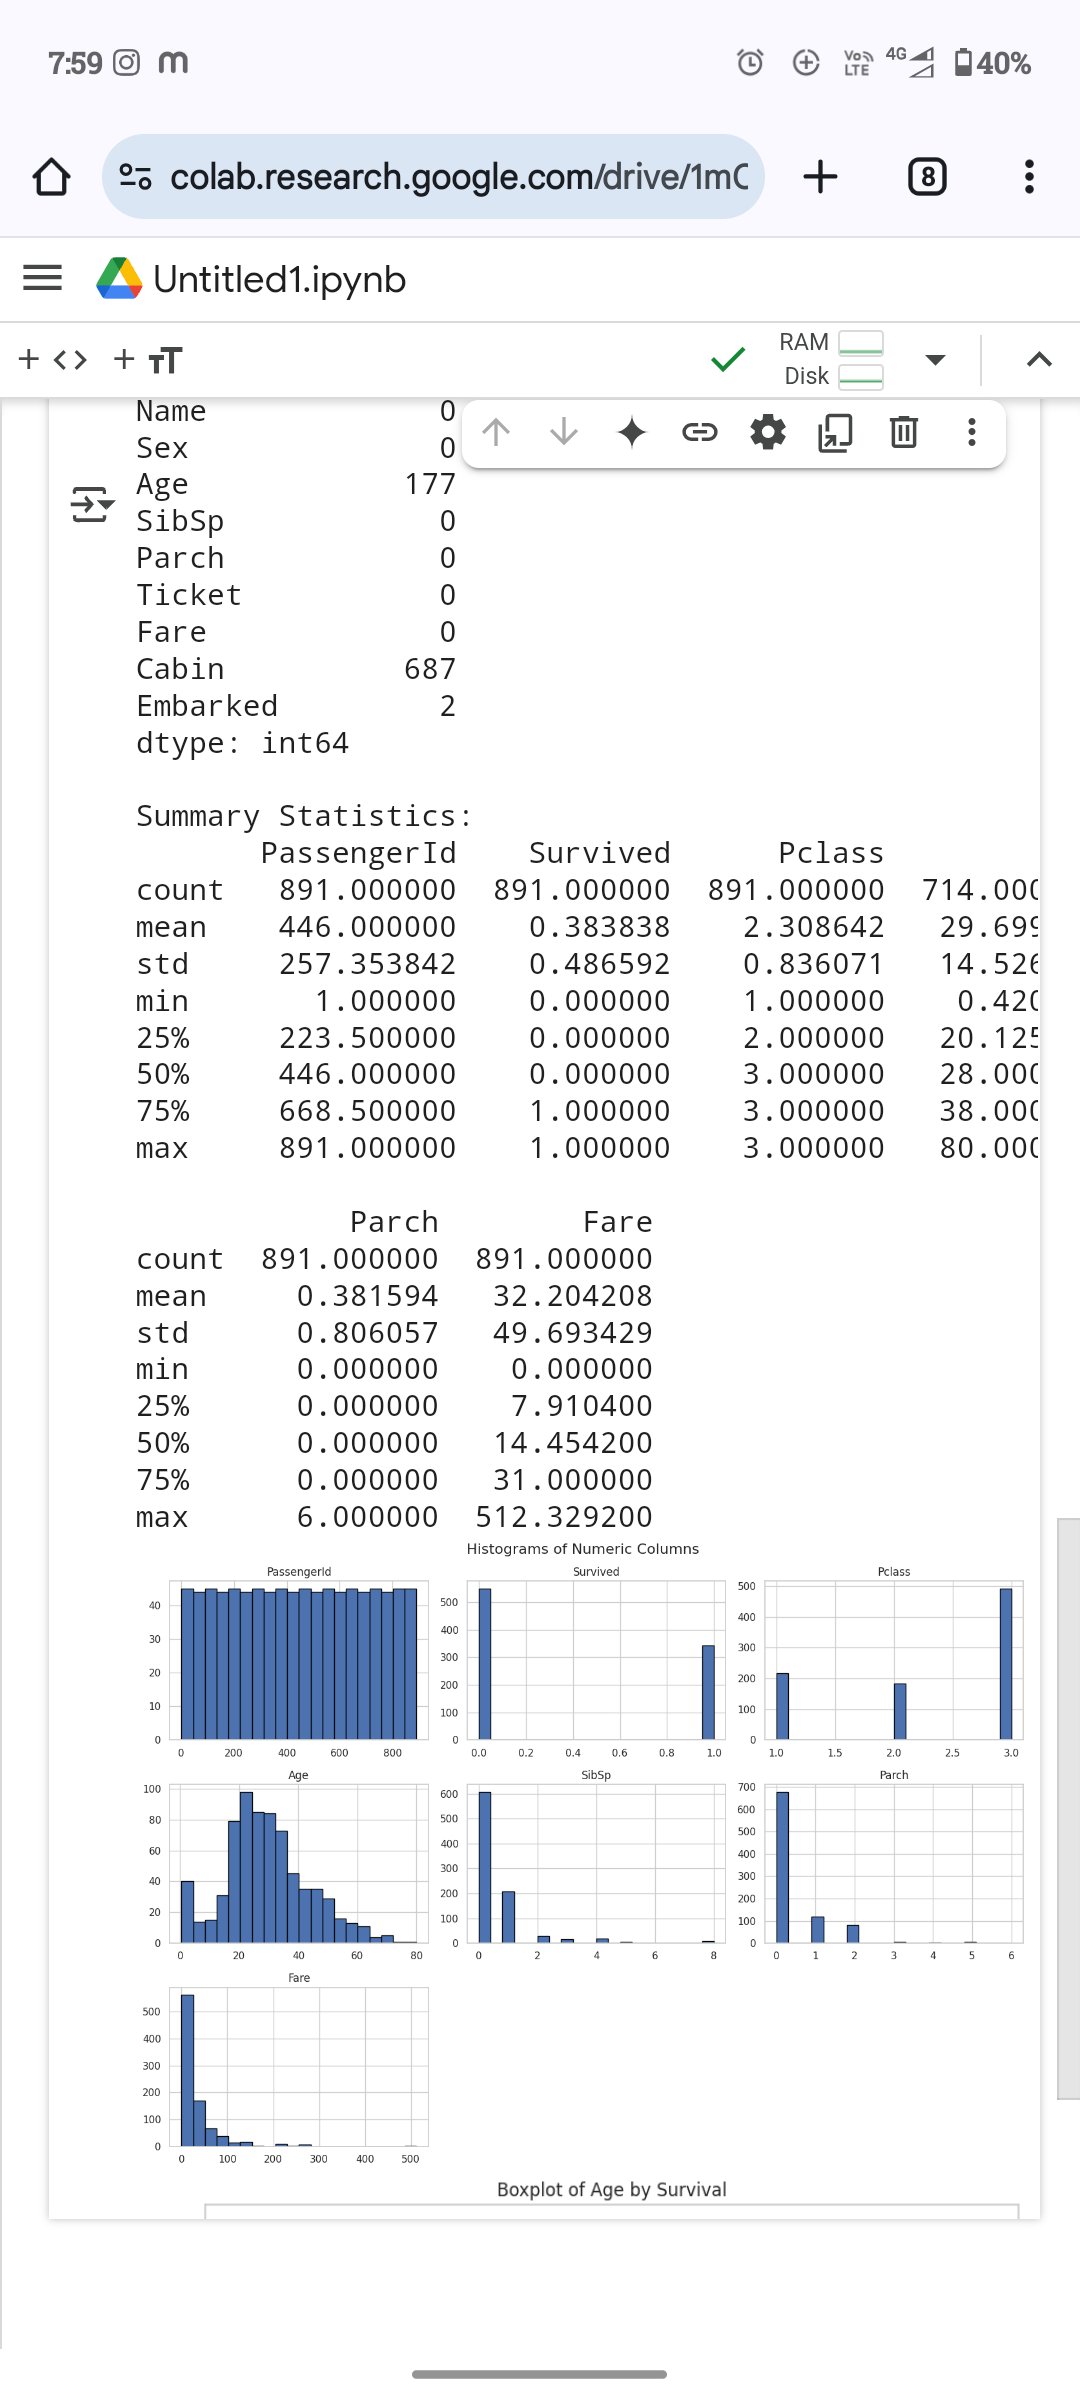 7:59 m Vo LTE 4G 40%
colab.research.google.com/drive/1m 8
Untitled1.ipynb
+ <> + TT RAM
Disk
Name 0
Sex 0
Age 177
SibSp 0
Parch 0
Ticket 0
Fare 0
Cabin 687
Embarked 2
dtype: int64
Summary Statistics:
PassengerId Survived Pclass
count 891.000000 891.000000 891.000000 714.000
mean 446.000000 0.383838 2.308642 29.699
std 257.353842 0.486592 0.836071 14.526
min 1.000000 0.000000 1.000000 0.420
25% 223.500000 0.000000 2.000000 20.125
50% 446.000000 0.000000 3.000000 28.000
75% 668.500000 1.000000 3.000000 38.000
max 891.000000 1.000000 3.000000 80.000
Parch Fare
count 891.000000 891.000000
mean 0.381594 32.204208
std 0.806057 49.693429
min 0.000000 0.000000
25% 0.000000 7.910400
50% 0.000000 14.454200
75% 0.000000 31.000000
max 6.000000 512.329200
Histograms of Numeric Columns
PassengerId
40
30
20
10
0
0 200 400 600 800
Survived
500
400
300
200
100
0
0.0 0.2 0.4 0.6 0.8 1.0
Pclass
500
400
300
200
100
0
1.0 1.5 2.0 2.5 3.0
Age
100
80
60
40
20
0
0 20 40 60 80
SibSp
600
500
400
300
200
100
0
0 2 4 6 8
Parch
700
600
500
400
300
200
100
0
0 1 2 3 4 5 6
Fare
500
400
300
200
100
0
0 100 200 300 400 500
Boxplot of Age by Survival